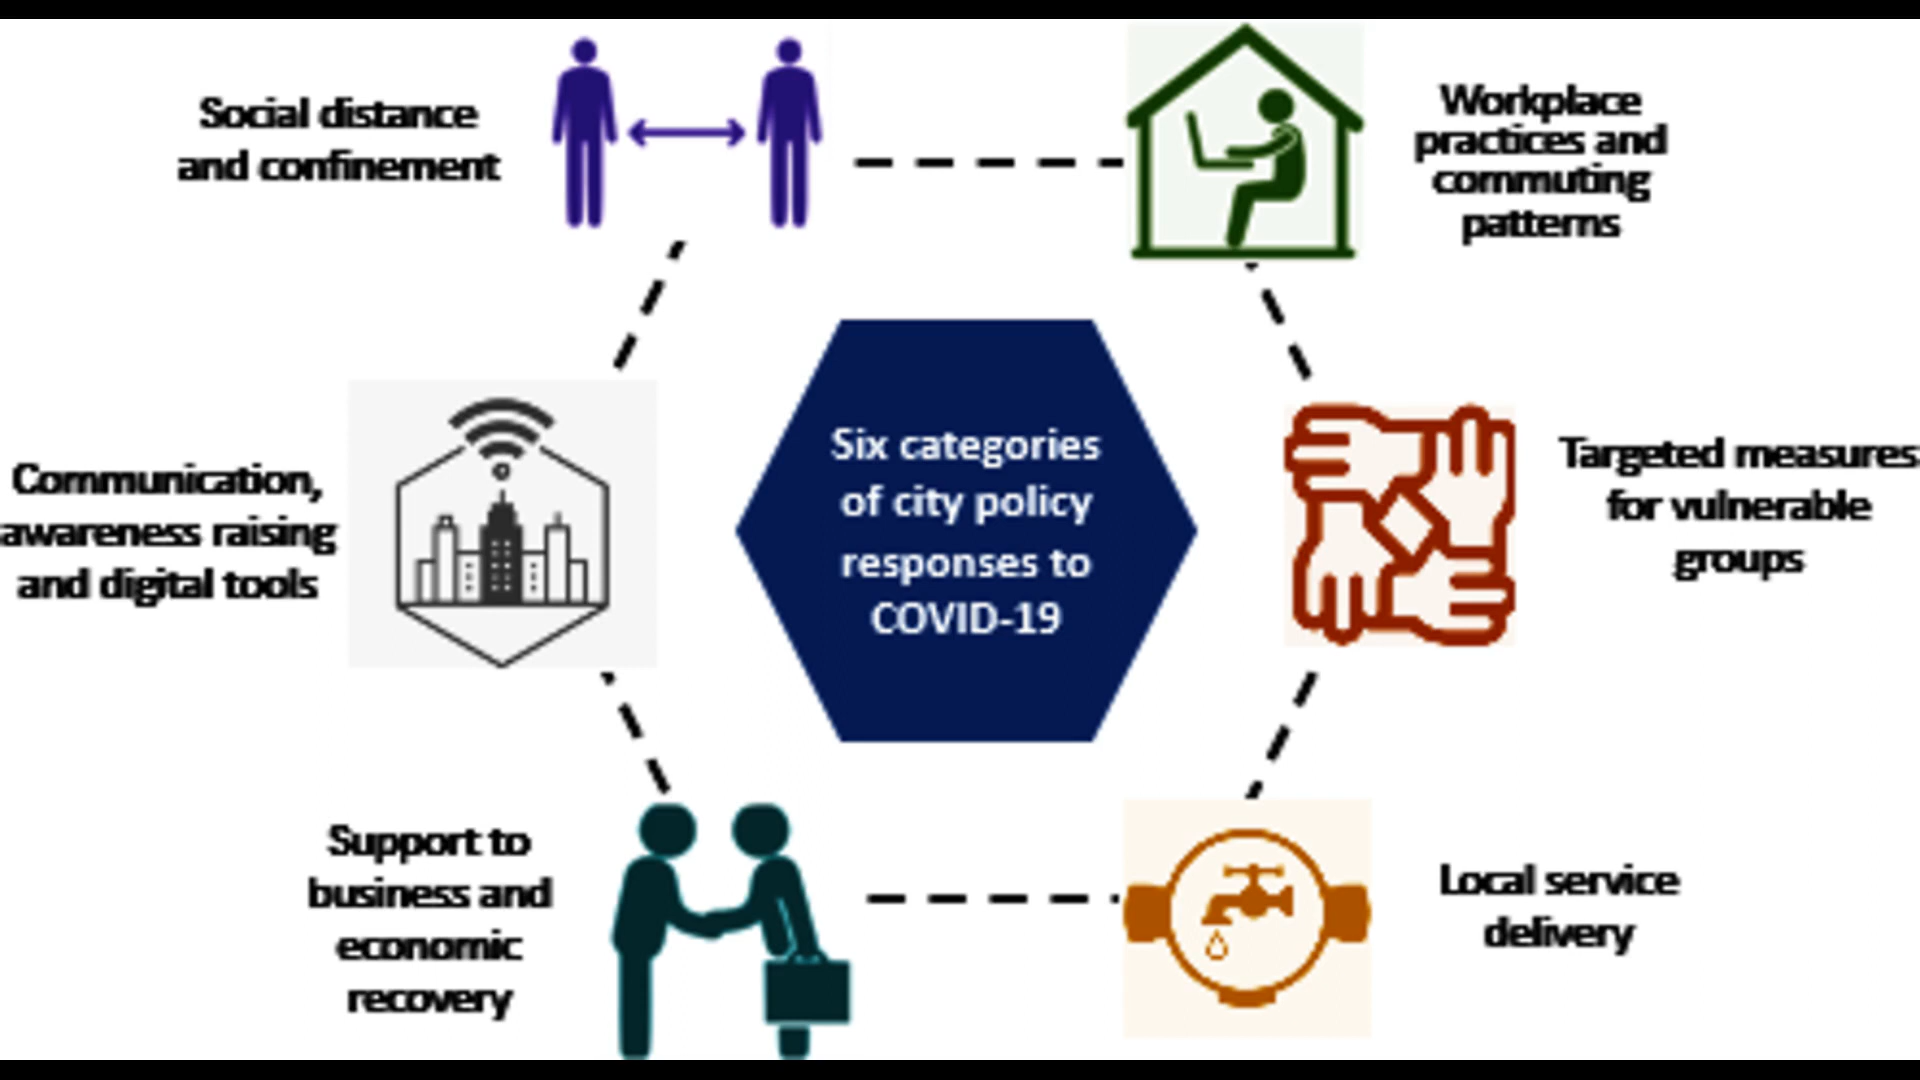 Social distance
and confinement
Workplace
practices and
commuting
patterns
Communication,
awareness raising
and digital tools
Six categories
of city policy
responses to
COVID-19
Targeted measures
for vulnerable
groups
Support to
business and
economic
recovery
Local service
delivery